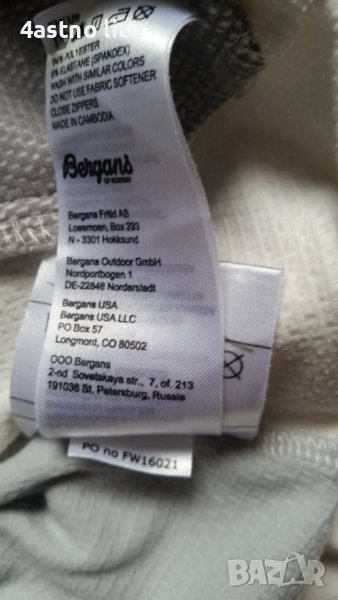 4astno lice
94% POLYESTER
6% ELASTANE (SPANDEX)
WASH WITH SIMILAR COLORS
DO NOT USE FABRIC SOFTENER
CLOSE ZIPPERS
MADE IN CAMBODIA
Bergans
OF NORWAY
Bergans Fritid AS
Loesmoen, Box 293
N - 3301 Hokksund
Bergans Outdoor GmbH
Nordportbogen 1
DE-22848 Norderstedt
Bergans USA
Bergans USA LLC
PO Box 57
Longmont, CO 80502
OOO Bergans
2-nd Sovetskaya str., 7, of. 213
191036 St. Petersburg, Russia
PO no FW16021
BAZAR
bg